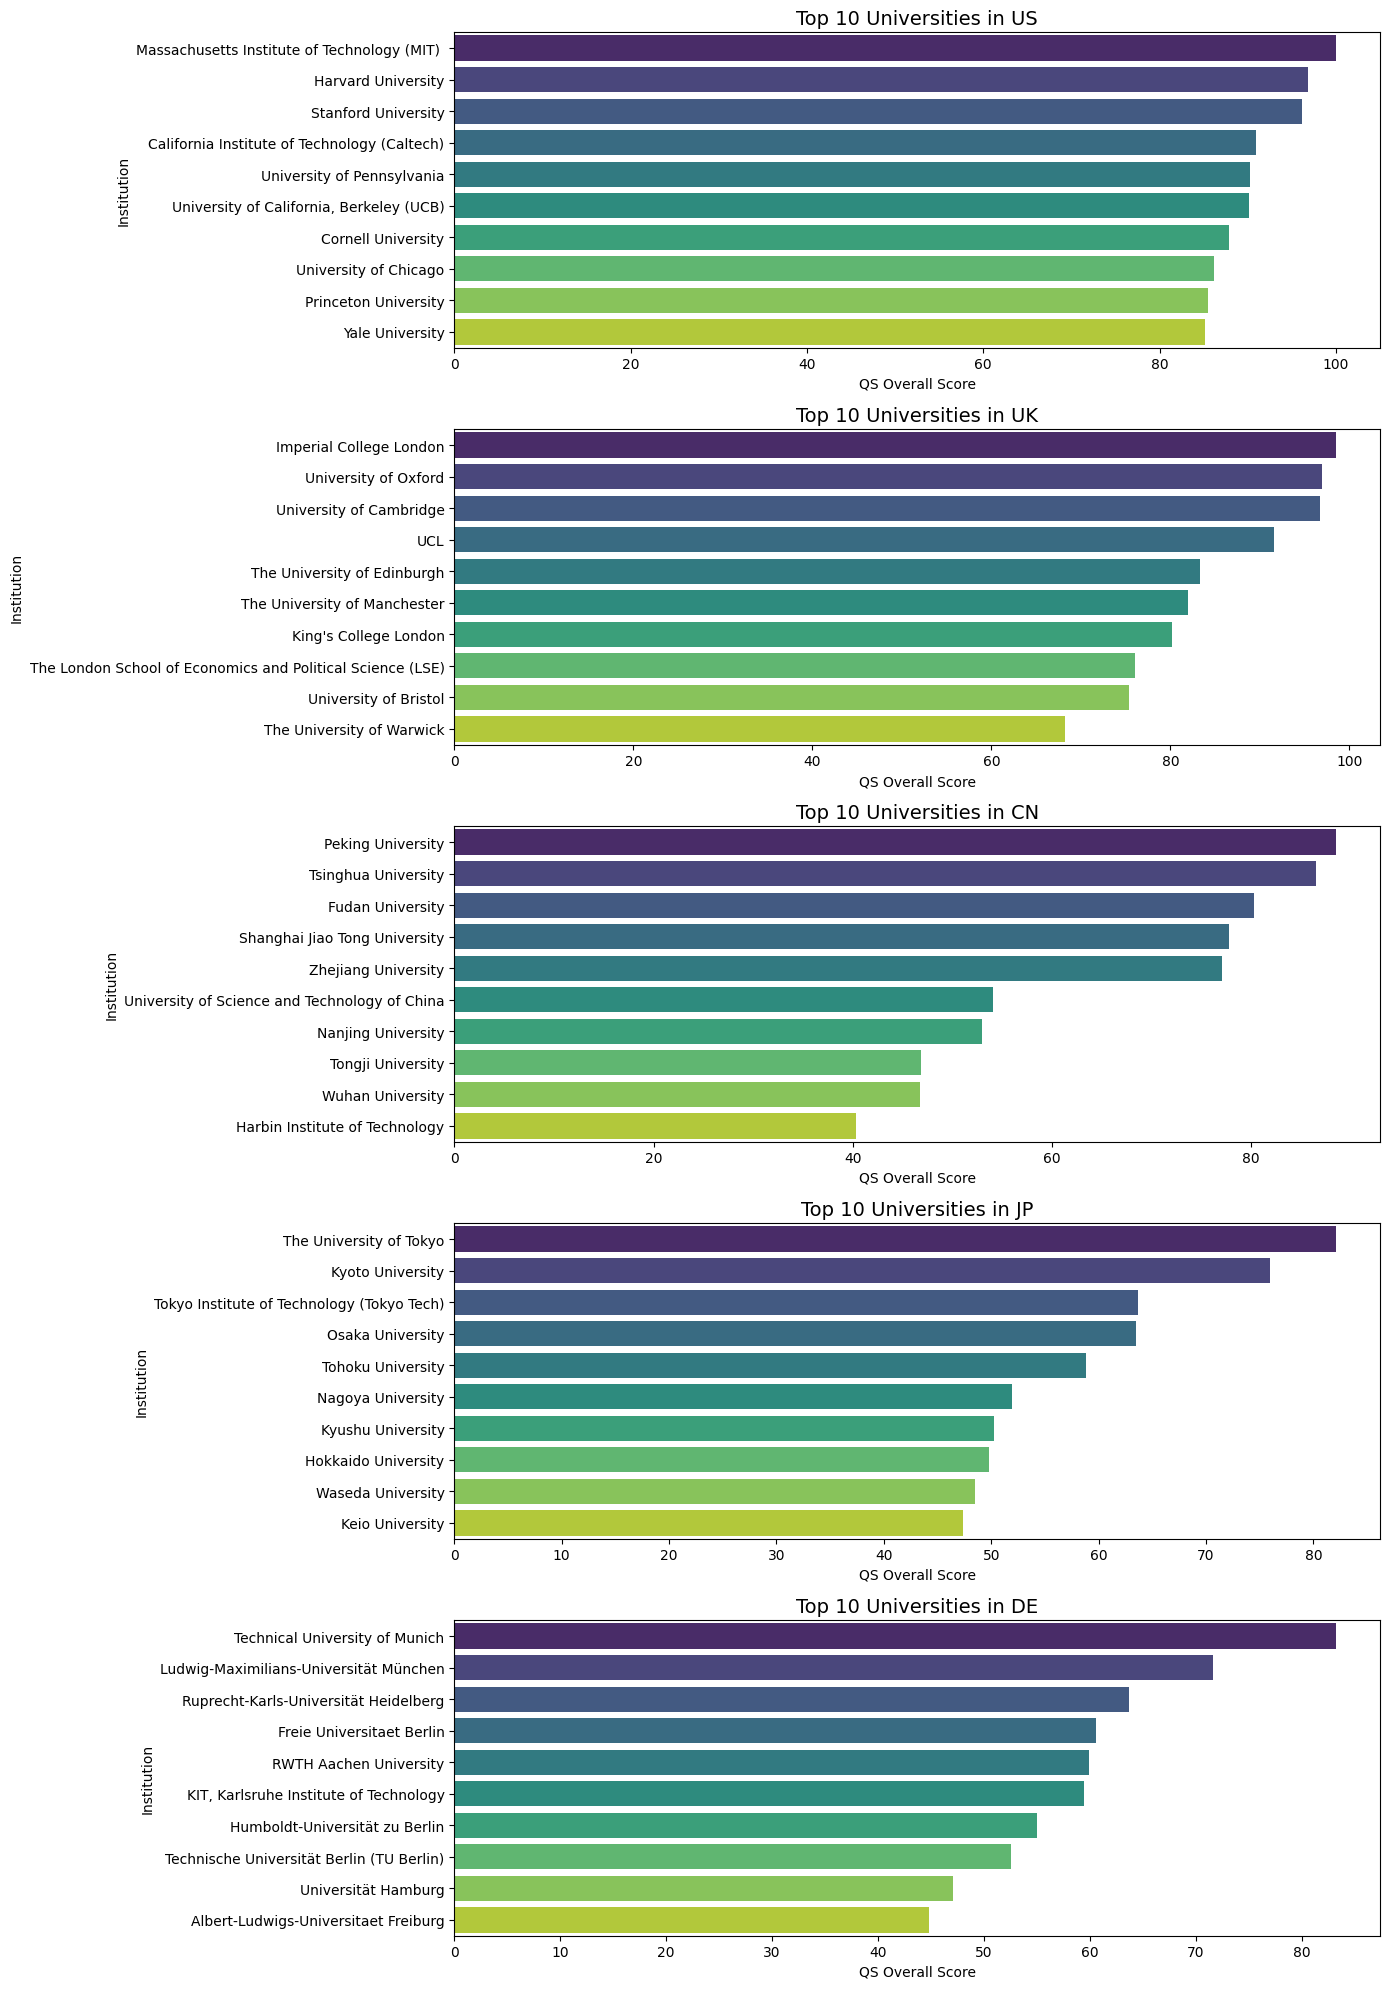 Top 10 Universities in US
Institution
Massachusetts Institute of Technology (MIT)
Harvard University
Stanford University
California Institute of Technology (Caltech)
University of Pennsylvania
University of California, Berkeley (UCB)
Cornell University
University of Chicago
Princeton University
Yale University
0 20 40 60 80 100
QS Overall Score
Top 10 Universities in UK
Institution
Imperial College London
University of Oxford
University of Cambridge
UCL
The University of Edinburgh
The University of Manchester
King's College London
The London School of Economics and Political Science (LSE)
University of Bristol
The University of Warwick
0 20 40 60 80 100
QS Overall Score
Top 10 Universities in CN
Institution
Peking University
Tsinghua University
Fudan University
Shanghai Jiao Tong University
Zhejiang University
University of Science and Technology of China
Nanjing University
Tongji University
Wuhan University
Harbin Institute of Technology
0 20 40 60 80
QS Overall Score
Top 10 Universities in JP
Institution
The University of Tokyo
Kyoto University
Tokyo Institute of Technology (Tokyo Tech)
Osaka University
Tohoku University
Nagoya University
Kyushu University
Hokkaido University
Waseda University
Keio University
0 10 20 30 40 50 60 70 80
QS Overall Score
Top 10 Universities in DE
Institution
Technical University of Munich
Ludwig-Maximilians-Universität München
Ruprecht-Karls-Universität Heidelberg
Freie Universitaet Berlin
RWTH Aachen University
KIT, Karlsruhe Institute of Technology
Humboldt-Universität zu Berlin
Technische Universität Berlin (TU Berlin)
Universität Hamburg
Albert-Ludwigs-Universitaet Freiburg
0 10 20 30 40 50 60 70 80
QS Overall Score